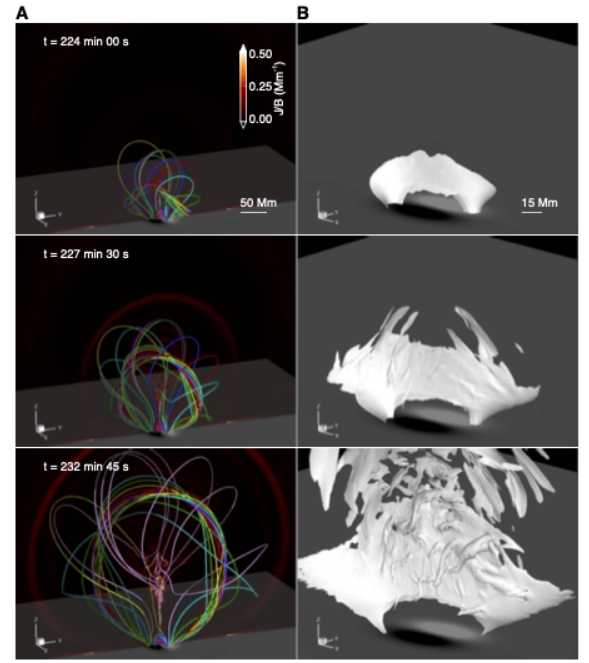 A
B
t = 224 min 00 s
0.50
0.25
0.00
J/B (Mm⁻¹)
50 Mm
15 Mm
z
y
x
z
y
x
t = 227 min 30 s
z
y
x
z
y
x
t = 232 min 45 s
z
y
x
z
y
x